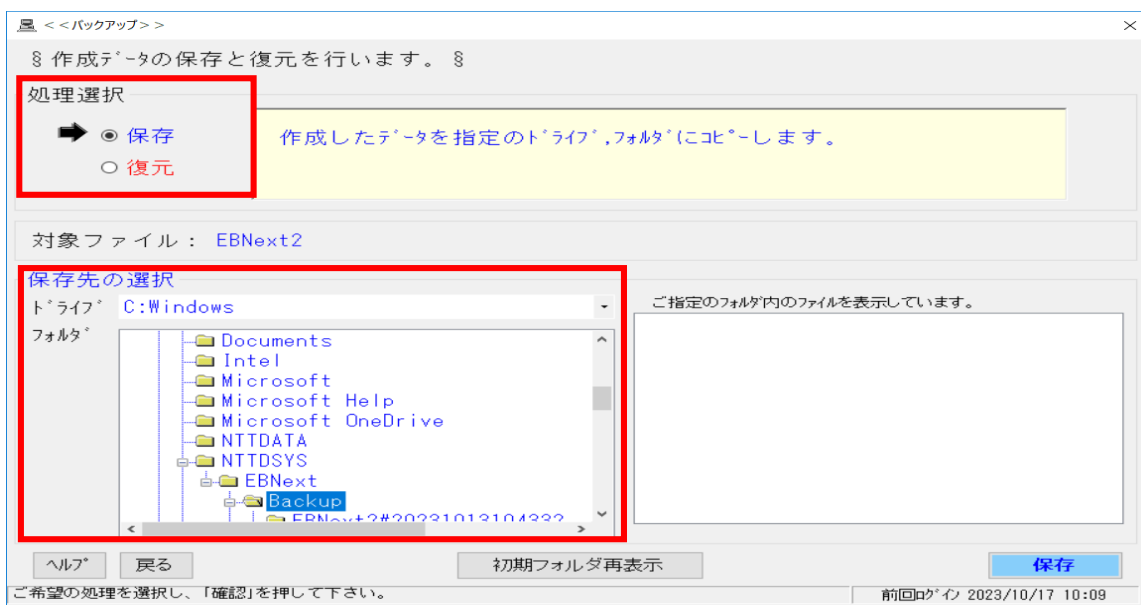 <<バックアップ>>
§作成ﾃﾞｰﾀの保存と復元を行います。§
処理選択
保存
作成したﾃﾞｰﾀを指定のﾄﾞﾗｲﾌﾞ,ﾌｫﾙﾀﾞにｺﾋﾟｰします。
復元
対象ファイル： EBNext2
保存先の選択
ﾄﾞﾗｲﾌﾞ C:Windows
ご指定のﾌｫﾙﾀﾞ内のﾌｧｲﾙを表示しています。
ﾌｫﾙﾀﾞ
Documents
Intel
Microsoft
Microsoft Help
Microsoft OneDrive
NTTDATA
NTTDSYS
EBNext
Backup
ﾍﾙﾌﾟ 戻る 初期フォルダ再表示 保存
ご希望の処理を選択し、「確認」を押して下さい。 前回ﾛｸﾞｲﾝ 2023/10/17 10:09